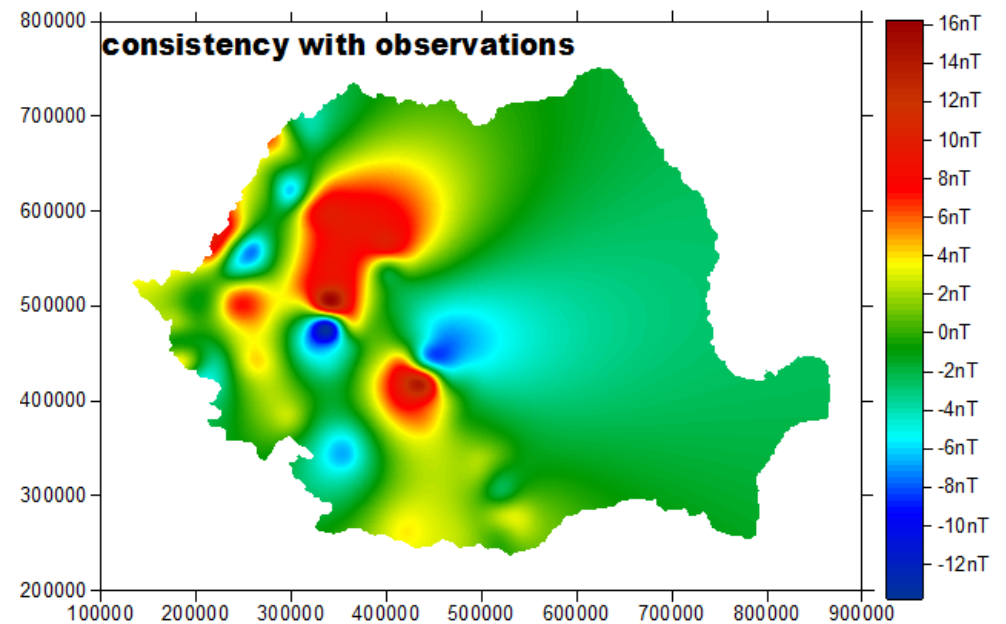 consistency with observations
800000
700000
600000
500000
400000
300000
200000
100000 200000 300000 400000 500000 600000 700000 800000 900000
16nT
14nT
12nT
10nT
8nT
6nT
4nT
2nT
0nT
-2nT
-4nT
-6nT
-8nT
-10nT
-12nT